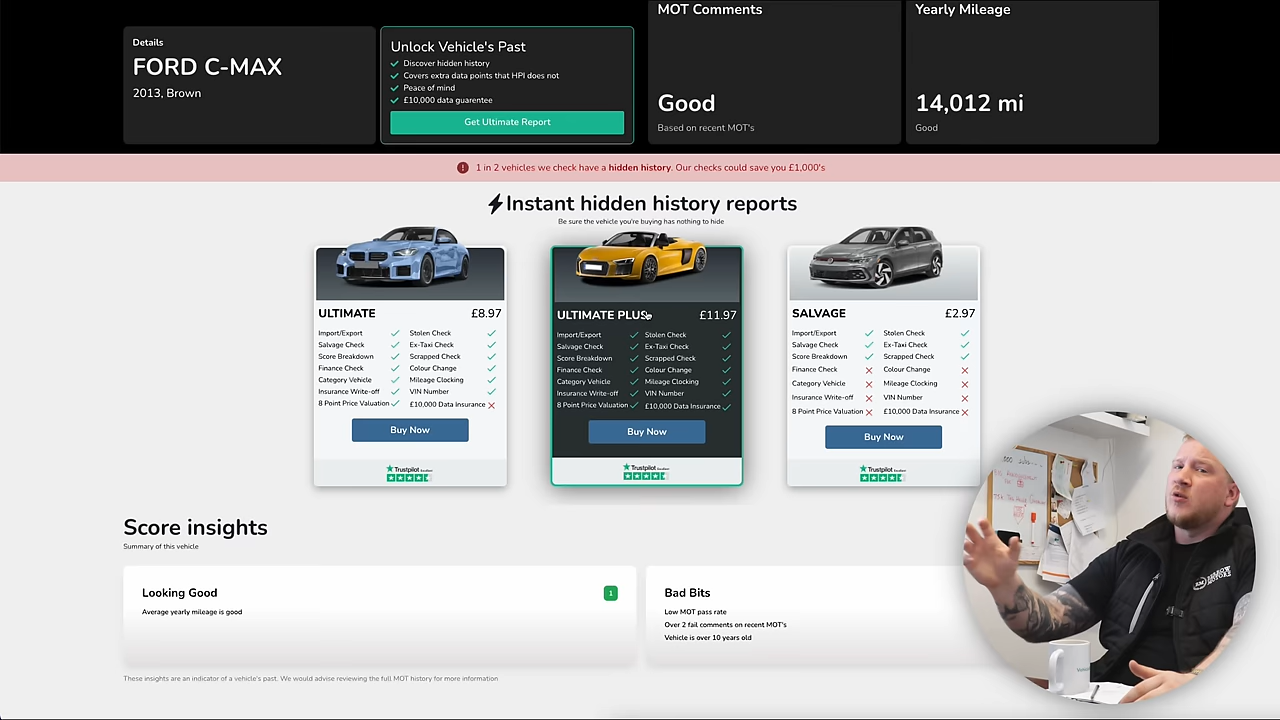 Details
FORD C-MAX
2013, Brown
Unlock Vehicle's Past
Discover hidden history
Covers extra data points that HPI does not
Peace of mind
£10,000 data guarentee
Get Ultimate Report
MOT Comments
Good
Based on recent MOT's
Yearly Mileage
14,012 mi
Good
1 in 2 vehicles we check have a hidden history. Our checks could save you £1,000's
Instant hidden history reports
Be sure the vehicle you're buying has nothing to hide
ULTIMATE £8.97
Import/Export Stolen Check
Salvage Check Ex-Taxi Check
Score Breakdown Scrapped Check
Finance Check Colour Change
Category Vehicle Mileage Clocking
Insurance Write-off VIN Number
8 Point Price Valuation £10,000 Data Insurance
Buy Now
Trustpilot
ULTIMATE PLUS £11.97
Import/Export Stolen Check
Salvage Check Ex-Taxi Check
Score Breakdown Scrapped Check
Finance Check Colour Change
Category Vehicle Mileage Clocking
Insurance Write-off VIN Number
8 Point Price Valuation £10,000 Data Insurance
Buy Now
Trustpilot
SALVAGE £2.97
Import/Export Stolen Check
Salvage Check Ex-Taxi Check
Score Breakdown Scrapped Check
Finance Check Colour Change
Category Vehicle Mileage Clocking
Insurance Write-off VIN Number
8 Point Price Valuation £10,000 Data Insurance
Buy Now
Trustpilot
Score insights
Summary of this vehicle
Looking Good 1
Average yearly mileage is good
Bad Bits
Low MOT pass rate
Over 2 fail comments on recent MOT's
Vehicle is over 10 years old
These insights are an indicator of a vehicle's past. We would advise reviewing the full MOT history for more information